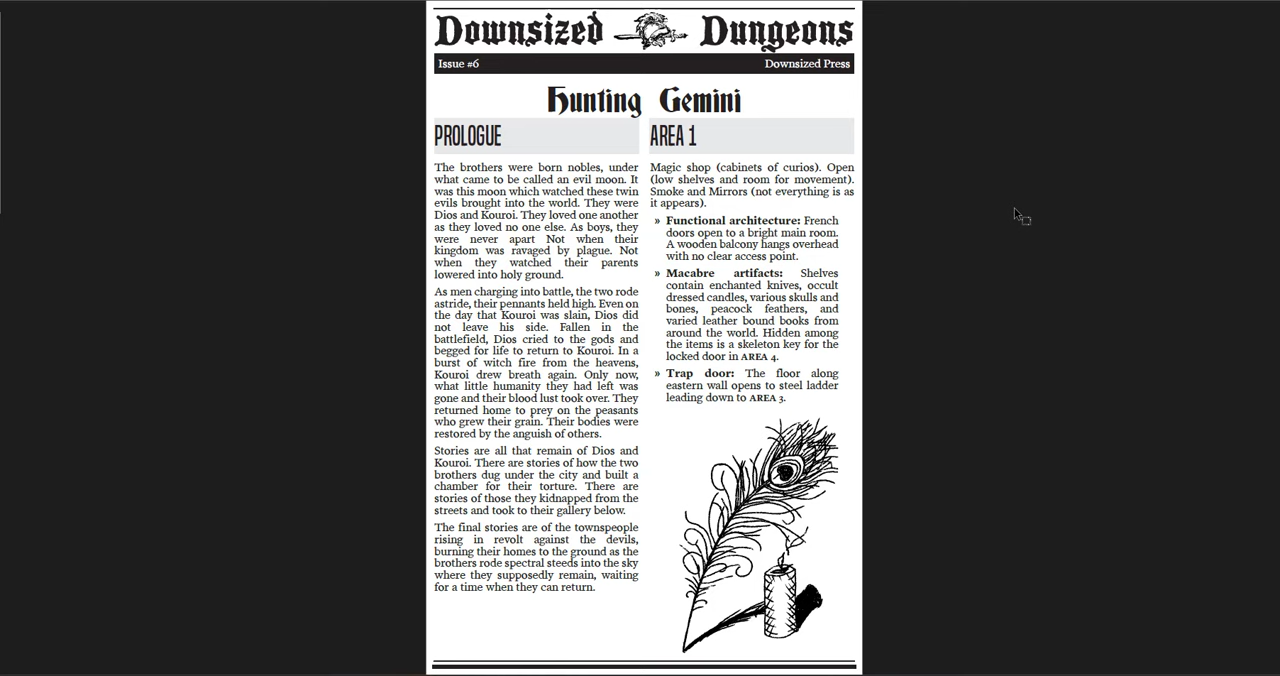 Downsized Dungeons
Issue #6
Downsized Press
Hunting Gemini
PROLOGUE
The brothers were born nobles, under
what came to be called an evil moon. It
was this moon which watched these twin
evils brought into the world. They were
Dios and Kouroi. They loved one another
as they loved no one else. As boys, they
were never apart Not when their
kingdom was ravaged by plague. Not
when they watched their parents
lowered into holy ground.
As men charging into battle, the two rode
astride, their pennants held high. Even on
the day that Kouroi was slain, Dios did
not leave his side. Fallen in the
battlefield, Dios cried to the gods and
begged for life to return to Kouroi. In a
burst of witch fire from the heavens,
Kouroi drew breath again. Only now,
what little humanity they had left was
gone and their blood lust took over. They
returned home to prey on the peasants
who grew their grain. Their bodies were
restored by the anguish of others.
Stories are all that remain of Dios and
Kouroi. There are stories of how the two
brothers dug under the city and built a
chamber for their torture. There are
stories of those they kidnapped from the
streets and took to their gallery below.
The final stories are of the townspeople
rising in revolt against the devils,
burning their homes to the ground as the
brothers rode spectral steeds into the sky
where they supposedly remain, waiting
for a time when they can return.
AREA 1
Magic shop (cabinets of curios). Open
(low shelves and room for movement).
Smoke and Mirrors (not everything is as
it appears).
» Functional architecture: French
doors open to a bright main room.
A wooden balcony hangs overhead
with no clear access point.
» Macabre artifacts: Shelves
contain enchanted knives, occult
dressed candles, various skulls and
bones, peacock feathers, and
varied leather bound books from
around the world. Hidden among
the items is a skeleton key for the
locked door in AREA 4.
» Trap door: The floor along
eastern wall opens to steel ladder
leading down to AREA 3.